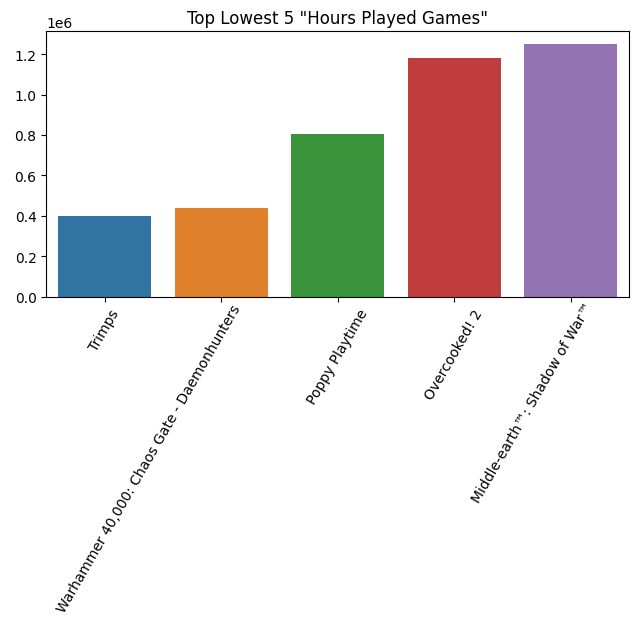 Top Lowest 5 "Hours Played Games"
1e6
1.2
1.0
0.8
0.6
0.4
0.2
0.0
Trimps
Warhammer 40,000: Chaos Gate - Daemonhunters
Poppy Playtime
Overcooked! 2
Middle-earth™: Shadow of War™